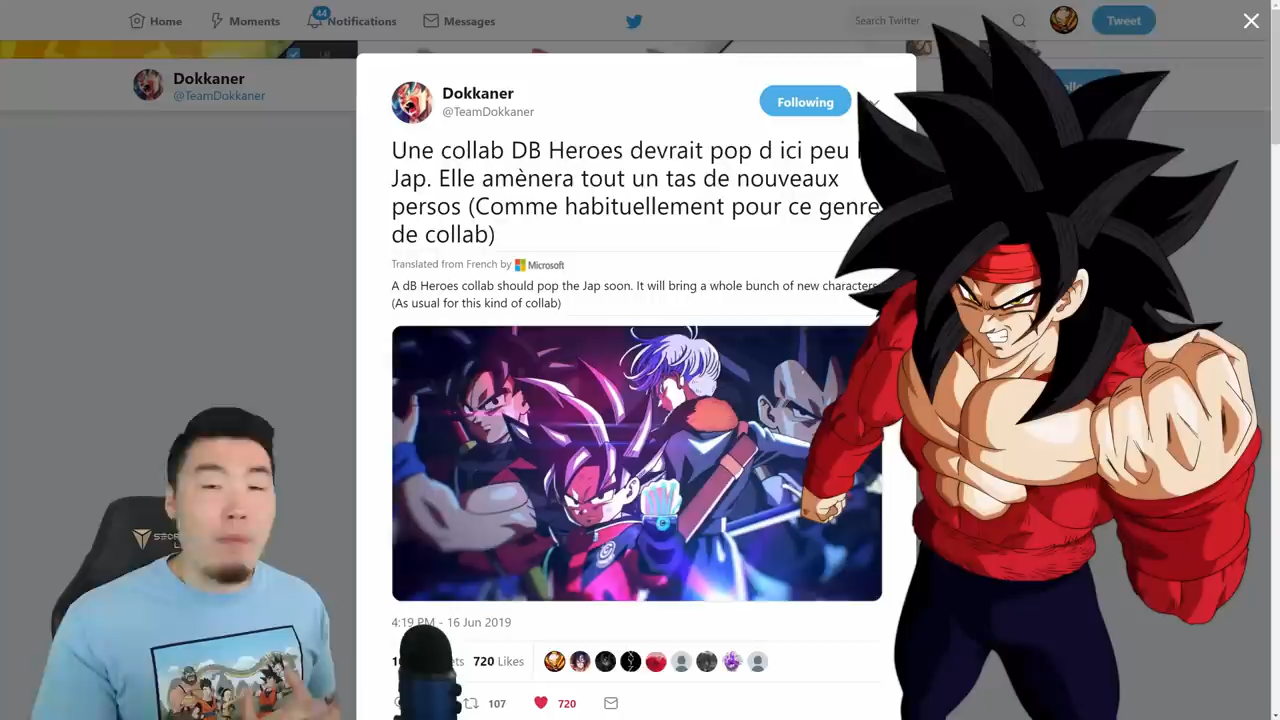 Home
Moments
44
Notifications
Messages
Search Twitter
Tweet
Dokkaner
@TeamDokkaner
Dokkaner
@TeamDokkaner
Following
Une collab DB Heroes devrait pop d ici peu
Jap. Elle amènera tout un tas de nouveaux
persos (Comme habituellement pour ce genre
de collab)
Translated from French by Microsoft
A dB Heroes collab should pop the Jap soon. It will bring a whole bunch of new characters
(As usual for this kind of collab)
4:19 PM - 16 Jun 2019
720 Likes
107
720